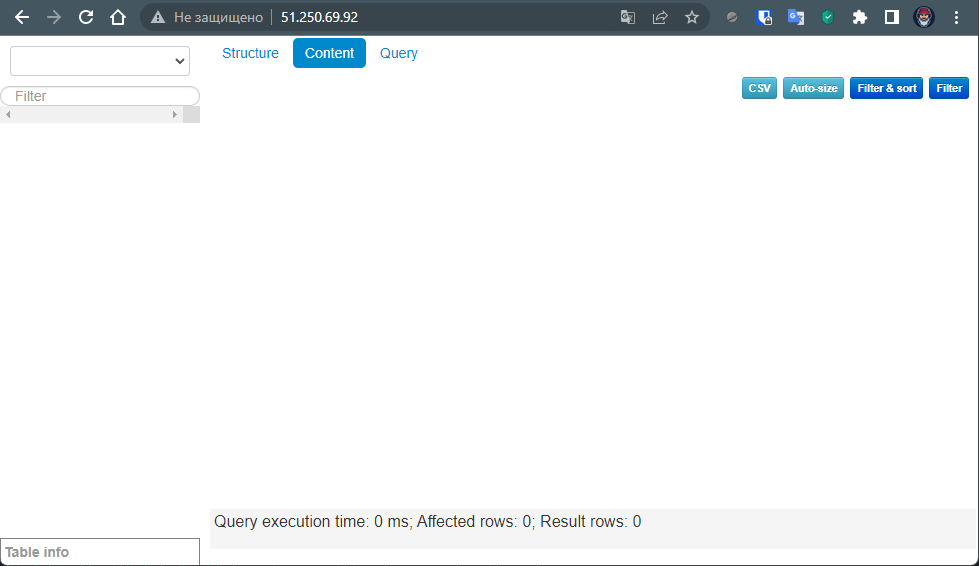 Не защищено 51.250.69.92
Structure Content Query
Filter
CSV Auto-size Filter & sort Filter
Query execution time: 0 ms; Affected rows: 0; Result rows: 0
Table info